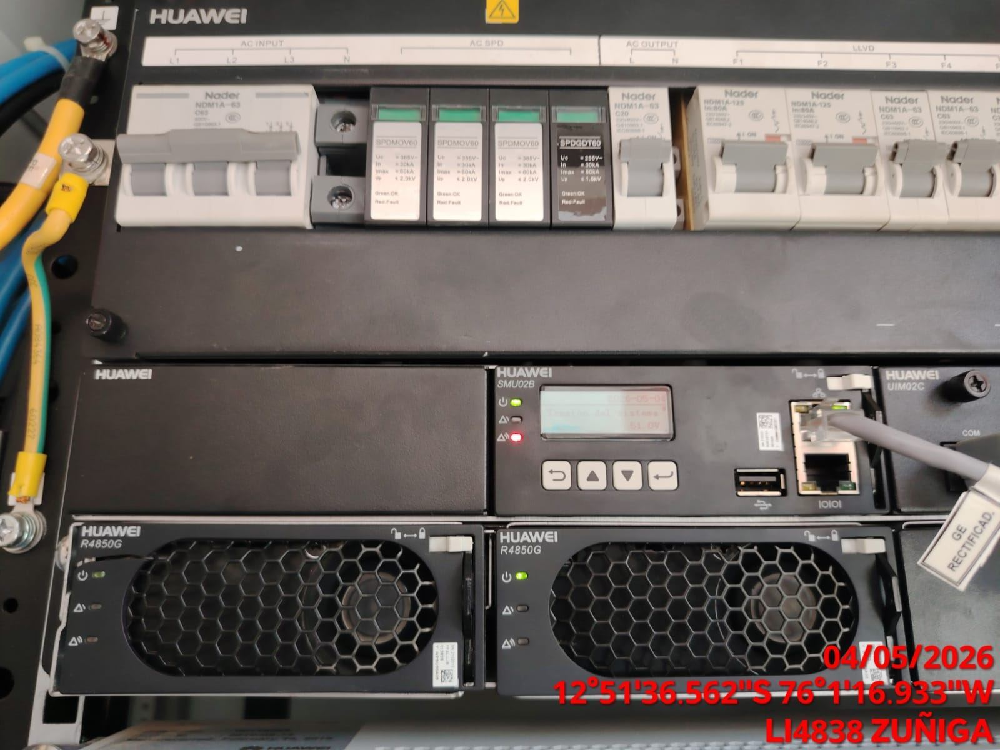 HUAWEI
AC INPUT
AC SPD
AC OUTPUT
LLVD
L1 L2 L3 N
L N
F1 F2 F3 F4
Nader
NDM1A-63
C63
SPDMOV60
Uc = 385V~
In = 30kA
Imax = 60kA
Up ≤ 2.0kV
Green:OK
Red:Fault
SPDMOV60
Uc = 385V~
In = 30kA
Imax = 60kA
Up ≤ 2.0kV
Green:OK
Red:Fault
SPDMOV60
Uc = 385V~
In = 30kA
Imax = 60kA
Up ≤ 2.0kV
Green:OK
Red:Fault
SPDGDT60
Uc = 255V~
In = 30kA
Imax = 60kA
Up ≤ 1.5kV
Green:OK
Red:Fault
Nader
NDM1A-63
C20
Nader
NDM1A-125
In:80A
Nader
NDM1A-125
In:80A
Nader
NDM1A-63
C63
Nader
NDM1A-63
C63
HUAWEI
HUAWEI
SMU02B
Tensión del sistema
51.0V
IOIOI
HUAWEI
UIM02C
COM
GE
RECTIFICAD.
HUAWEI
R4850G
HUAWEI
R4850G
04/05/2026
12°51'36.562"S 76°1'16.933"W
LI4838 ZUÑIGA
HUAWEI